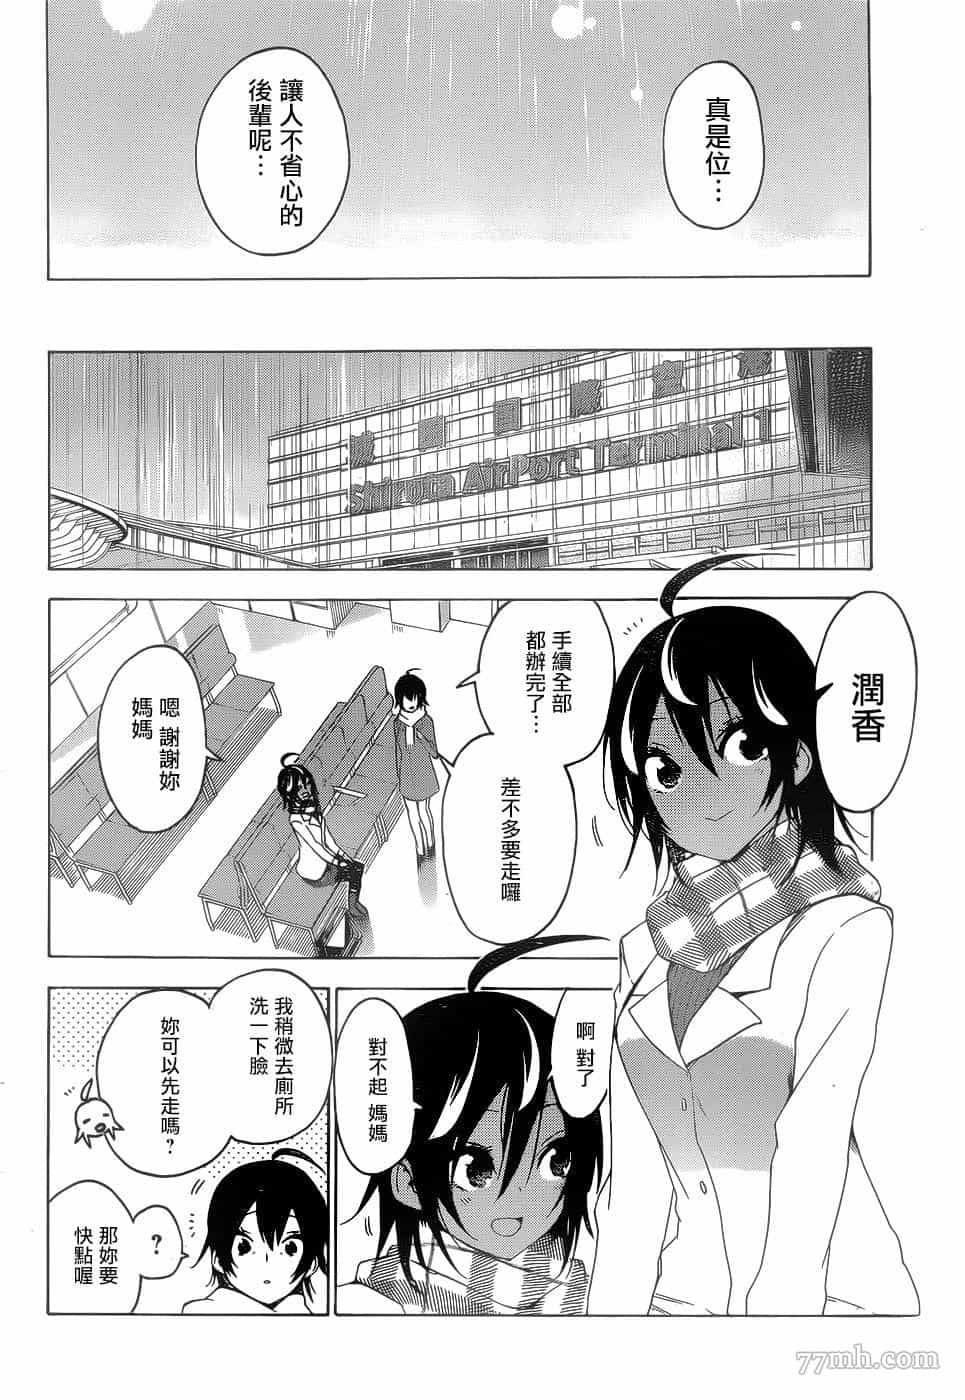 真是位…
讓人不省心的
後輩呢…
Shirota AirPort Terminal 1
潤香
手續全部
都辦完了…
差不多要走囉
嗯 謝謝妳
媽媽
啊 對了
對不起 媽媽
我稍微去廁所
洗一下臉
妳可以先走嗎?
?
那妳要
快點喔
77mh.com